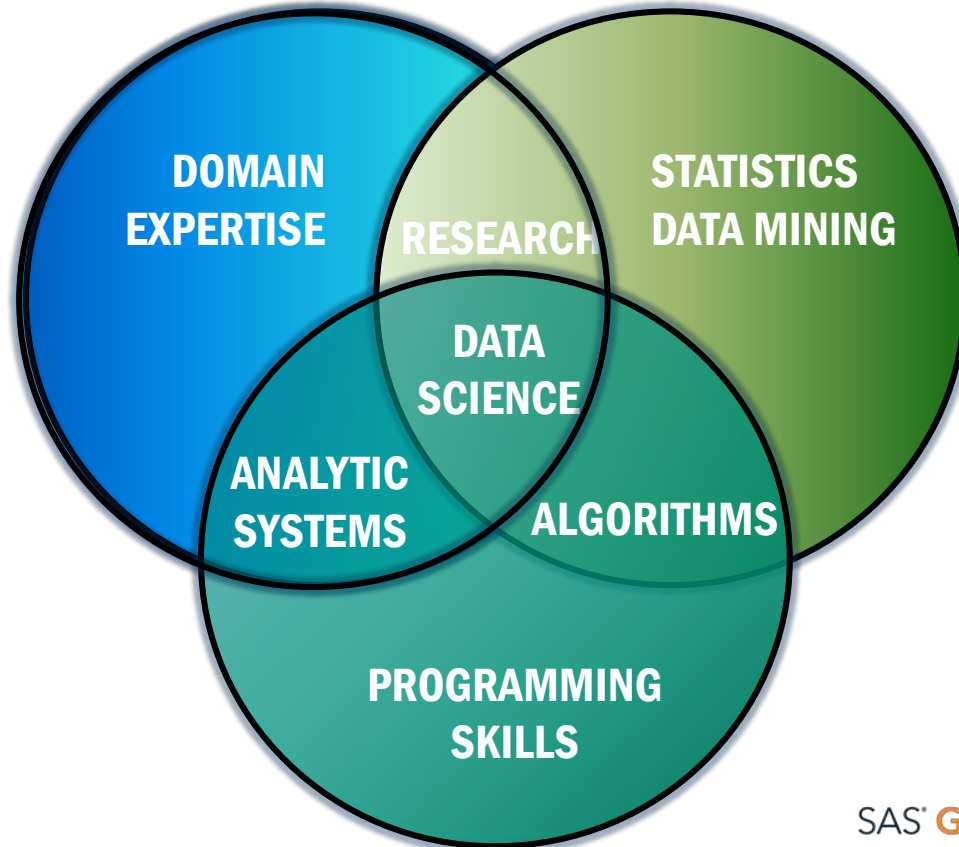 DOMAIN
EXPERTISE
STATISTICS
DATA MINING
RESEARCH
DATA
SCIENCE
ANALYTIC
SYSTEMS
ALGORITHMS
PROGRAMMING
SKILLS
SAS® G